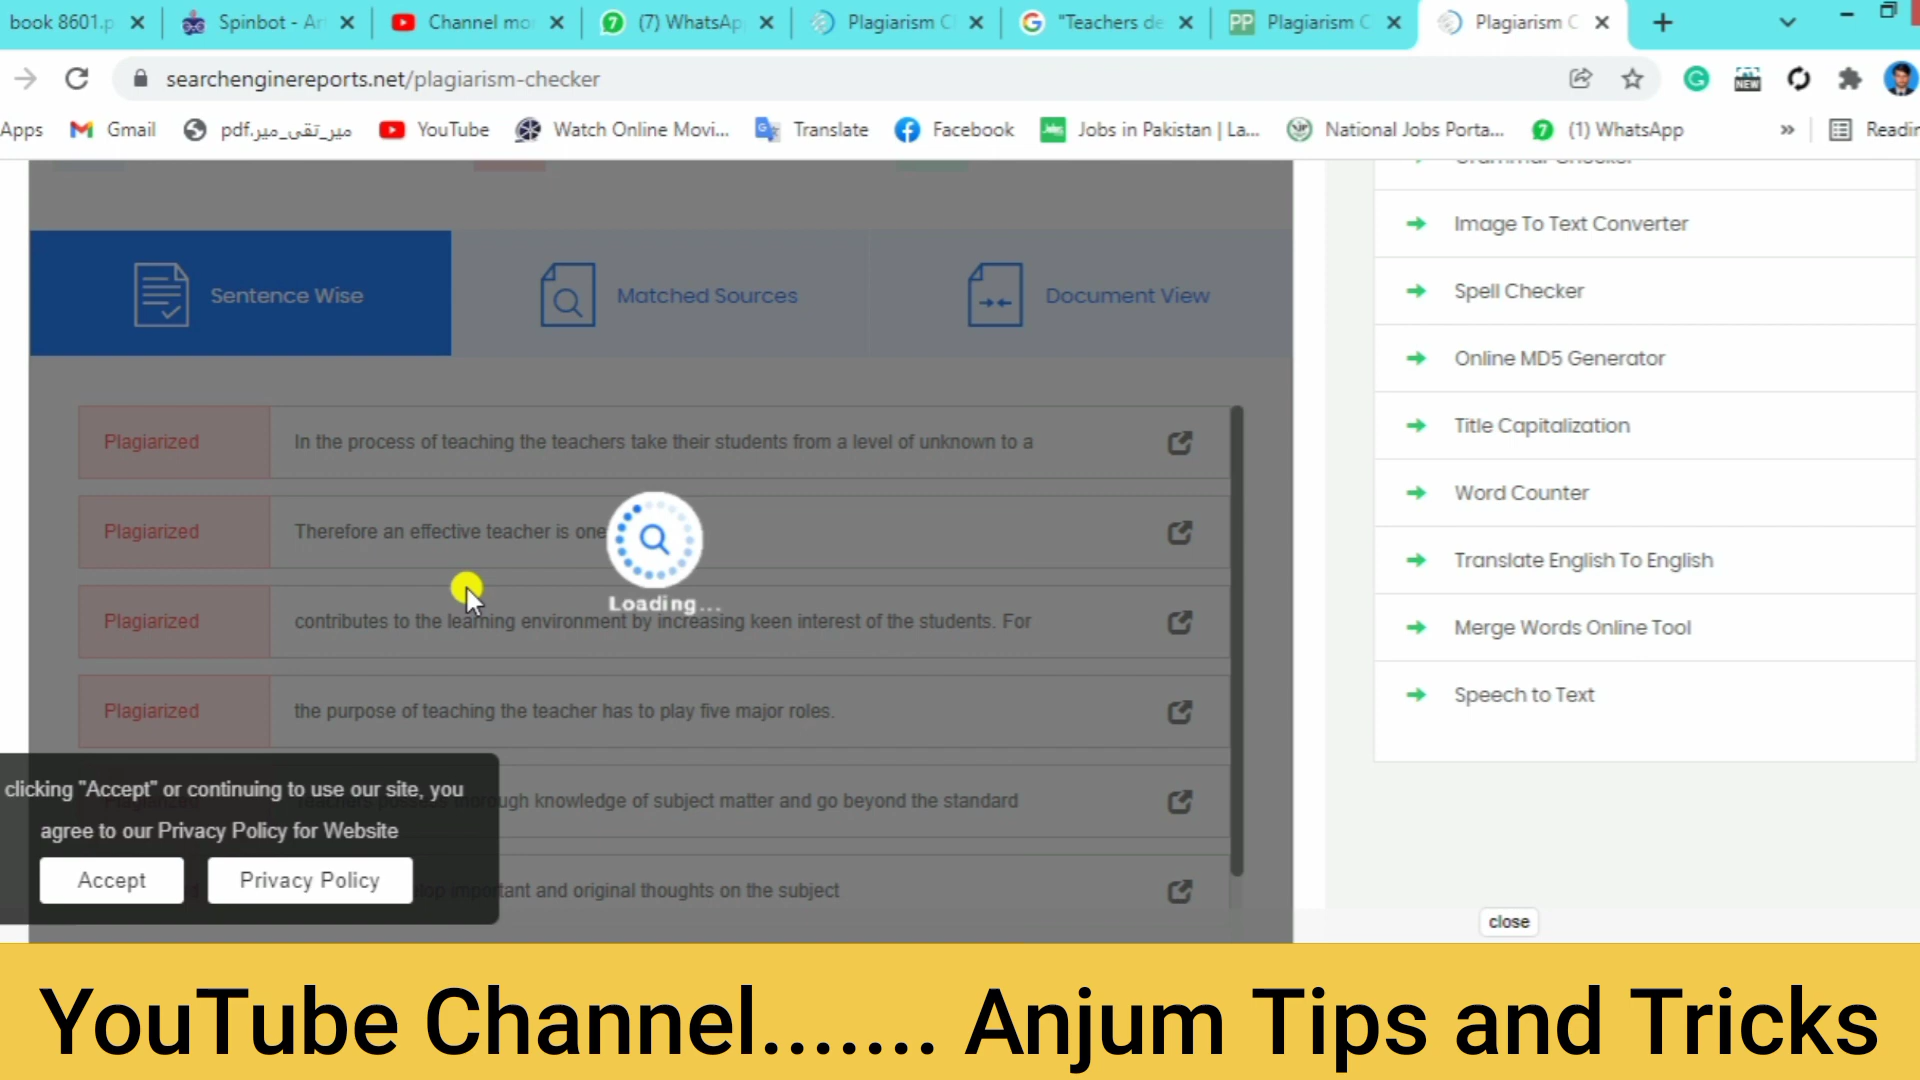 book 8601.p
Spinbot - Ar
Channel mo
(7) WhatsAp
Plagiarism C
"Teachers de
Plagiarism C
Plagiarism C
searchenginereports.net/plagiarism-checker
Apps
Gmail
میر_تقی_میر.pdf
YouTube
Watch Online Movi...
Translate
Facebook
Jobs in Pakistan | La...
National Jobs Porta...
(1) WhatsApp
»
Readin
Grammar Checker
Image To Text Converter
Spell Checker
Online MD5 Generator
Title Capitalization
Word Counter
Translate English To English
Merge Words Online Tool
Speech to Text
Sentence Wise
Matched Sources
Document View
Plagiarized
In the process of teaching the teachers take their students from a level of unknown to a
Plagiarized
Therefore an effective teacher is one
Loading...
Plagiarized
contributes to the learning environment by increasing keen interest of the students. For
Plagiarized
the purpose of teaching the teacher has to play five major roles.
Teachers possess thorough knowledge of subject matter and go beyond the standard
important and original thoughts on the subject
clicking "Accept" or continuing to use our site, you
agree to our Privacy Policy for Website
Accept
Privacy Policy
close
YouTube Channel....... Anjum Tips and Tricks